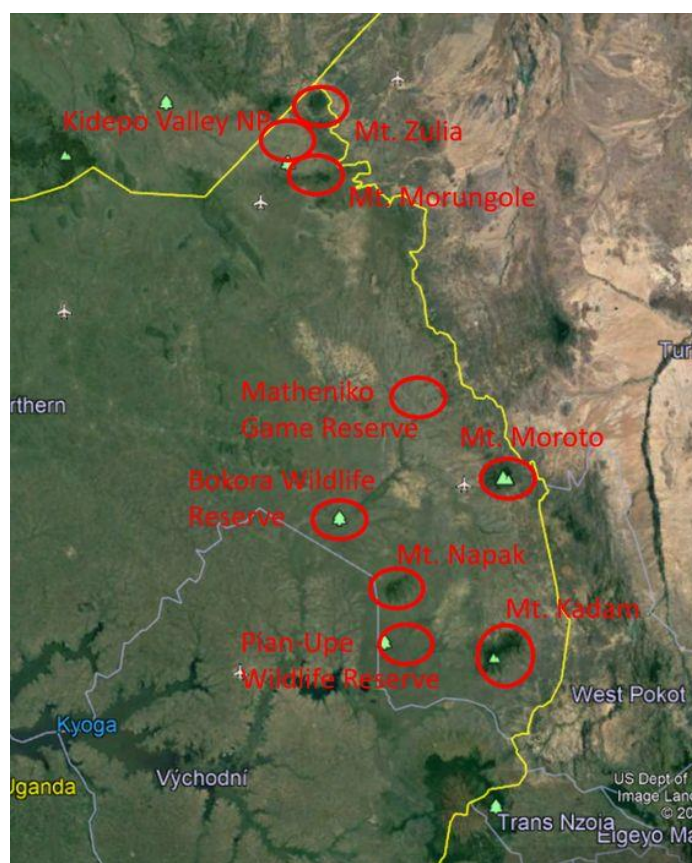 Kidepo Valley NP
Mt. Zulia
Mt. Morungole
Tur
rthern
Matheniko
Game Reserve
Mt. Moroto
Bokora Wildlife
Reserve
Mt. Napak
Mt. Kadam
Pian-Upe
Wildlife Reserve
West Pokot
Kyoga
Uganda
Východní
US Dept of
Image Land
© 20
Trans Nzoia
Elgeyo Ma